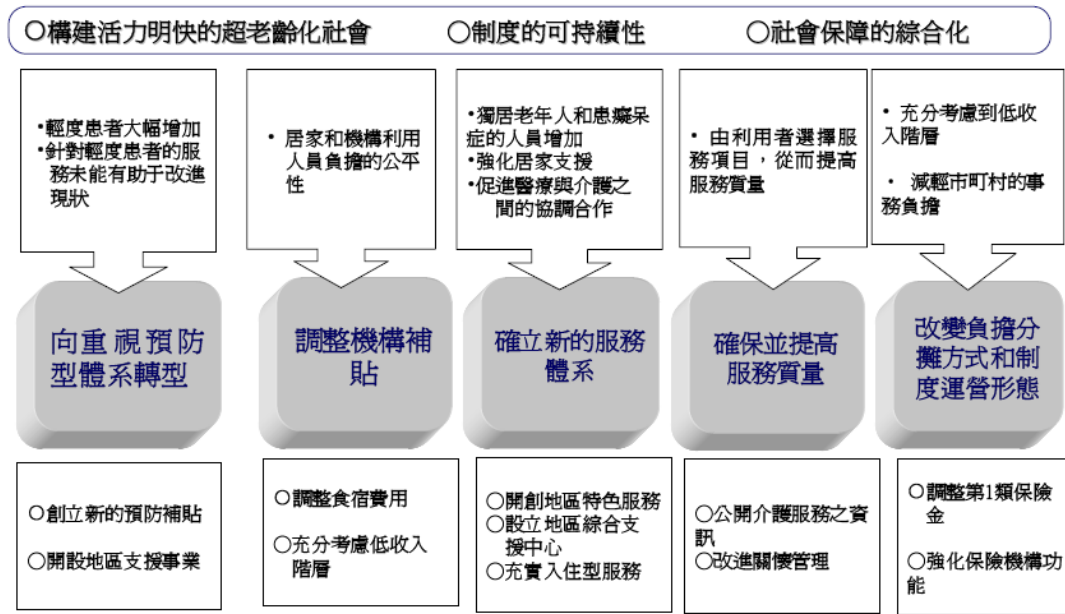 ○構建活力明快的超老齡化社會 ○制度的可持續性 ○社會保障的綜合化
•輕度患者大幅增加
•針對輕度患者的服
務未能有助于改進
現狀
• 居家和機構利用
人員負擔的公平
性
•獨居老年人和患癡呆
症的人員增加
•強化居家支援
•促進醫療與介護之
間的協調合作
• 由利用者選擇服
務項目，從而提高
服務質量
• 充分考慮到低收
入階層
• 減輕市町村的事
務負擔
向重視預防
型體系轉型
調整機構補
貼
確立新的服務
體系
確保並提高
服務質量
改變負擔分
攤方式和制
度運營形態
○創立新的預防補貼
○開設地區支援事業
○調整食宿費用
○充分考慮低收入
階層
○開創地區特色服務
○設立地區綜合支
援中心
○充實入住型服務
○公開介護服務之資
訊
○改進關懷管理
○調整第1類保險
金
○強化保險機構功
能